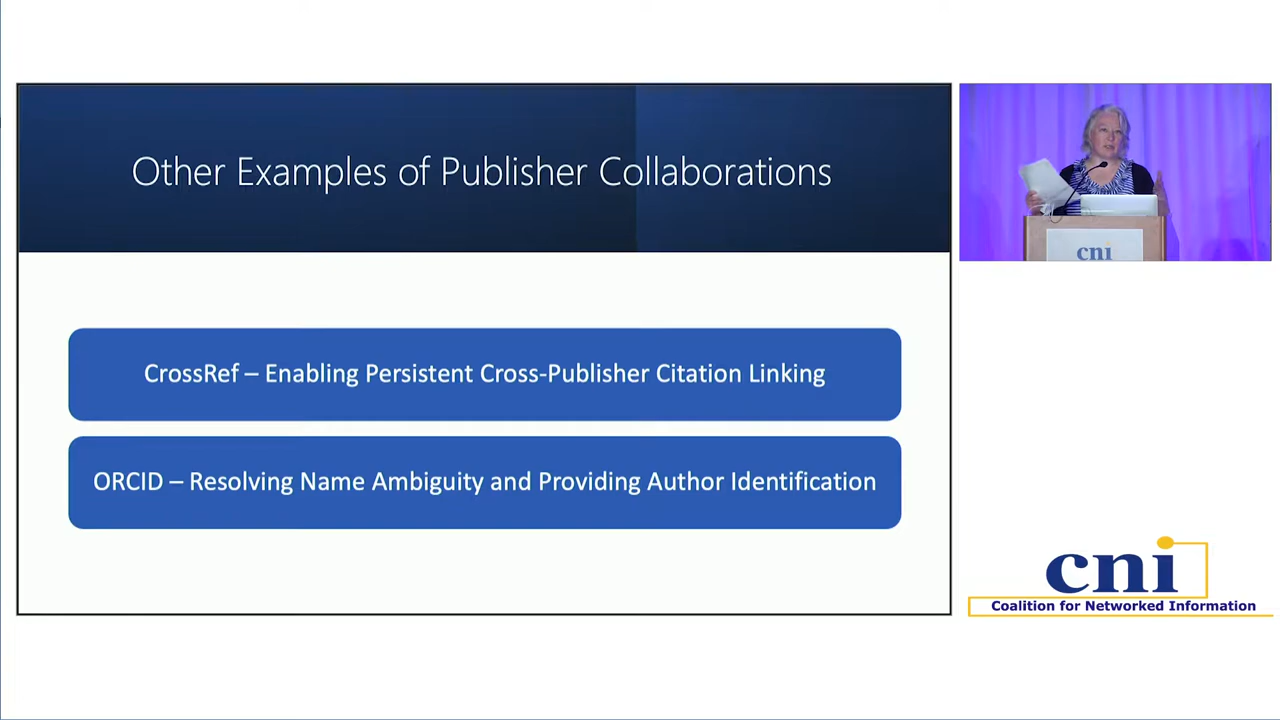 Other Examples of Publisher Collaborations
CrossRef – Enabling Persistent Cross-Publisher Citation Linking
ORCID – Resolving Name Ambiguity and Providing Author Identification
cni
cni
Coalition for Networked Information